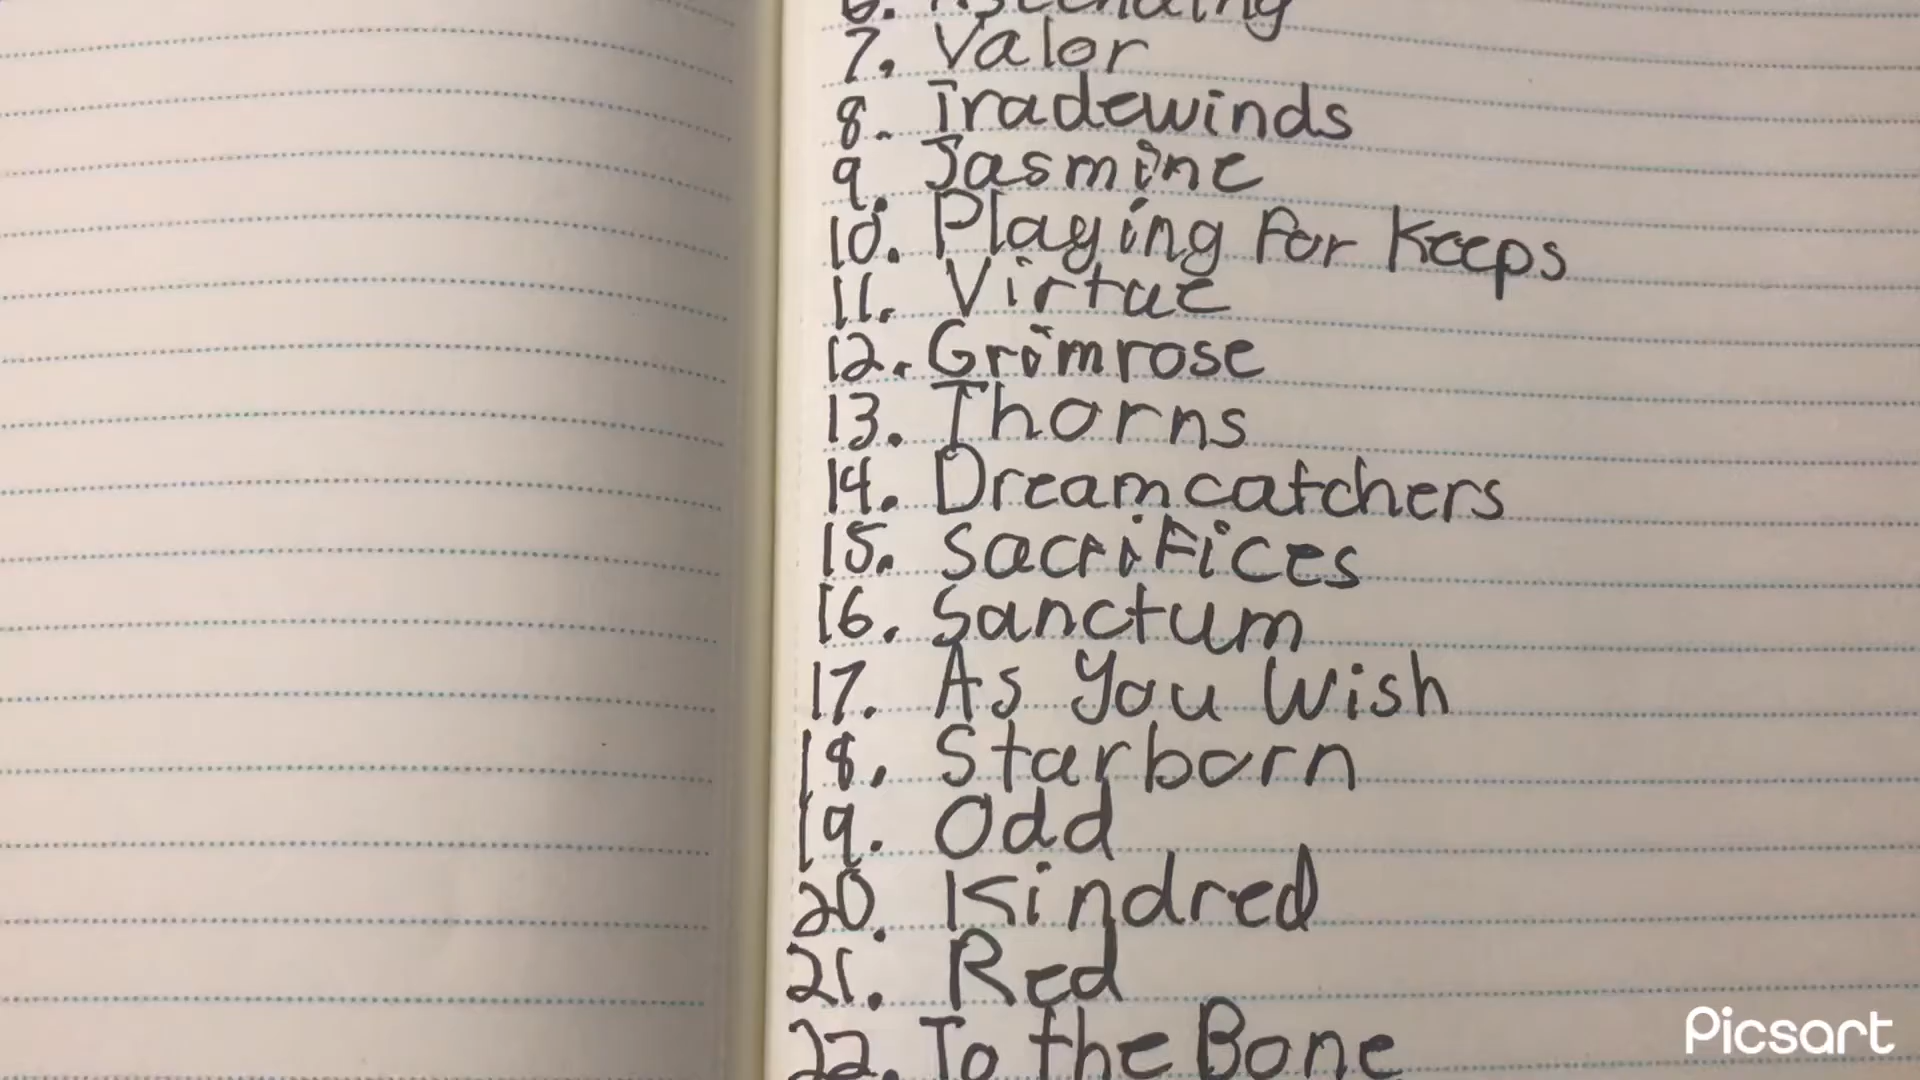 6. Ascending
7. Valor
8. Tradewinds
9. Jasmine
10. Playing For Keeps
11. Virtue
12. Grimrose
13. Thorns
14. Dreamcatchers
15. Sacrifices
16. Sanctum
17. As You Wish
18. Starborn
19. Odd
20. Kindred
21. Red
22. To the Bone
Picsart